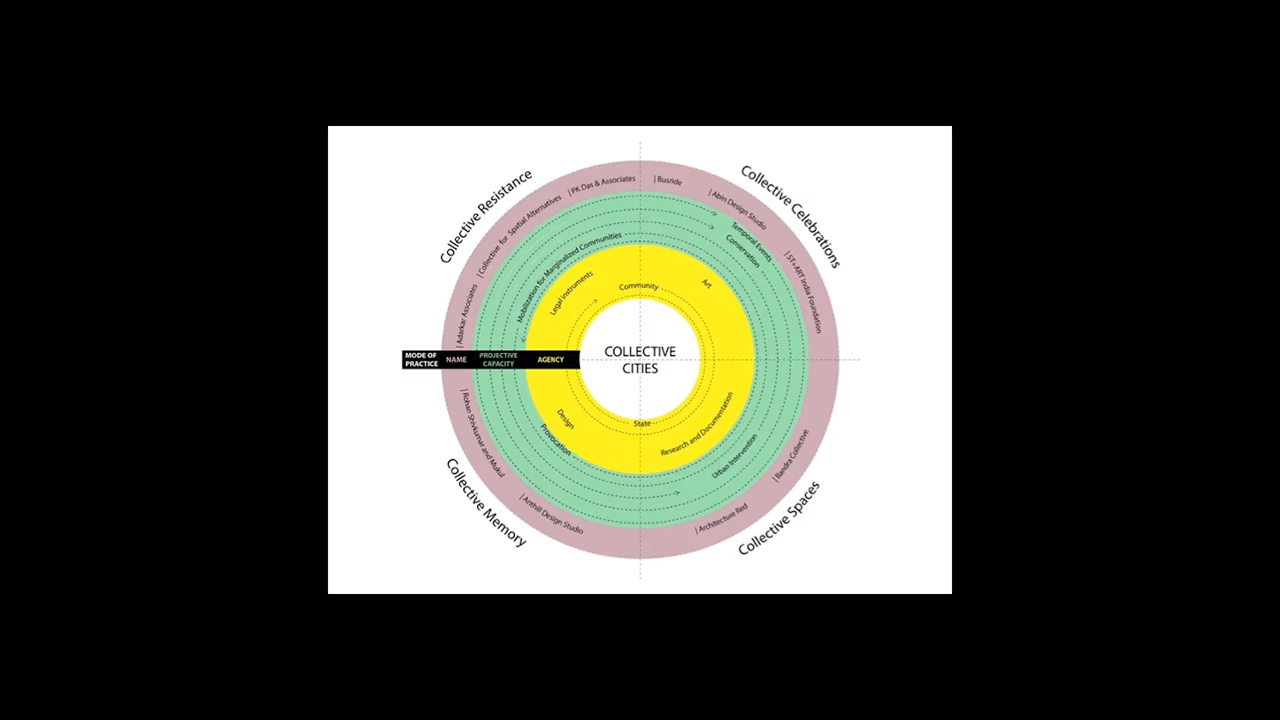 Collective Resistance
Collective Celebrations
| PK Das & Associates
| Busride
| Collective for Spatial Alternatives
| Abin Design Studio
| Adarkar Associates
| ST+ART India Foundation
Temporal Events
Conservation
Mobilization for Marginalized Communities
Legal instruments
Community
Art
COLLECTIVE
CITIES
MODE OF
PRACTICE
NAME
PROJECTIVE
CAPACITY
AGENCY
Design
State
Research and Documentation
Provocation
Urban Intervention
| Rohan Shivkumar and Mukul
| Bandra Collective
| Anthill Design Studio
| Architecture Red
Collective Memory
Collective Spaces